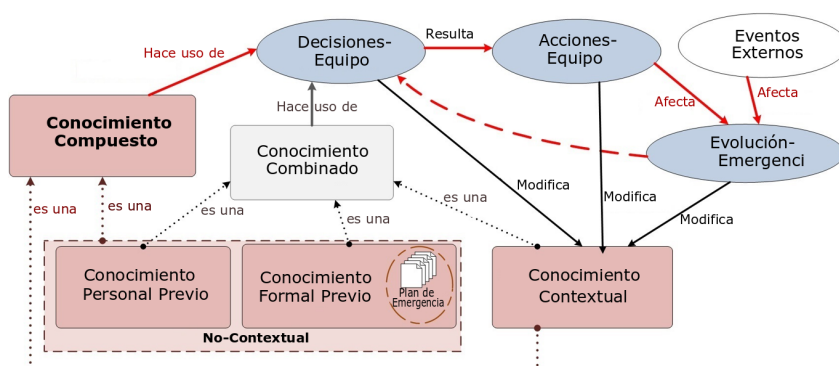 Eventos
Externos
Hace uso de
Decisiones-
Equipo
Resulta
Acciones-
Equipo
Afecta
Afecta
Conocimiento
Compuesto
Hace uso de
Conocimiento
Combinado
Evolución-
Emergenci
Modifica
Modifica
Modifica
es una
es una
es una
es una
es una
Conocimiento
Personal Previo
Conocimiento
Formal Previo
Plan de
Emergencia
Conocimiento
Contextual
No-Contextual